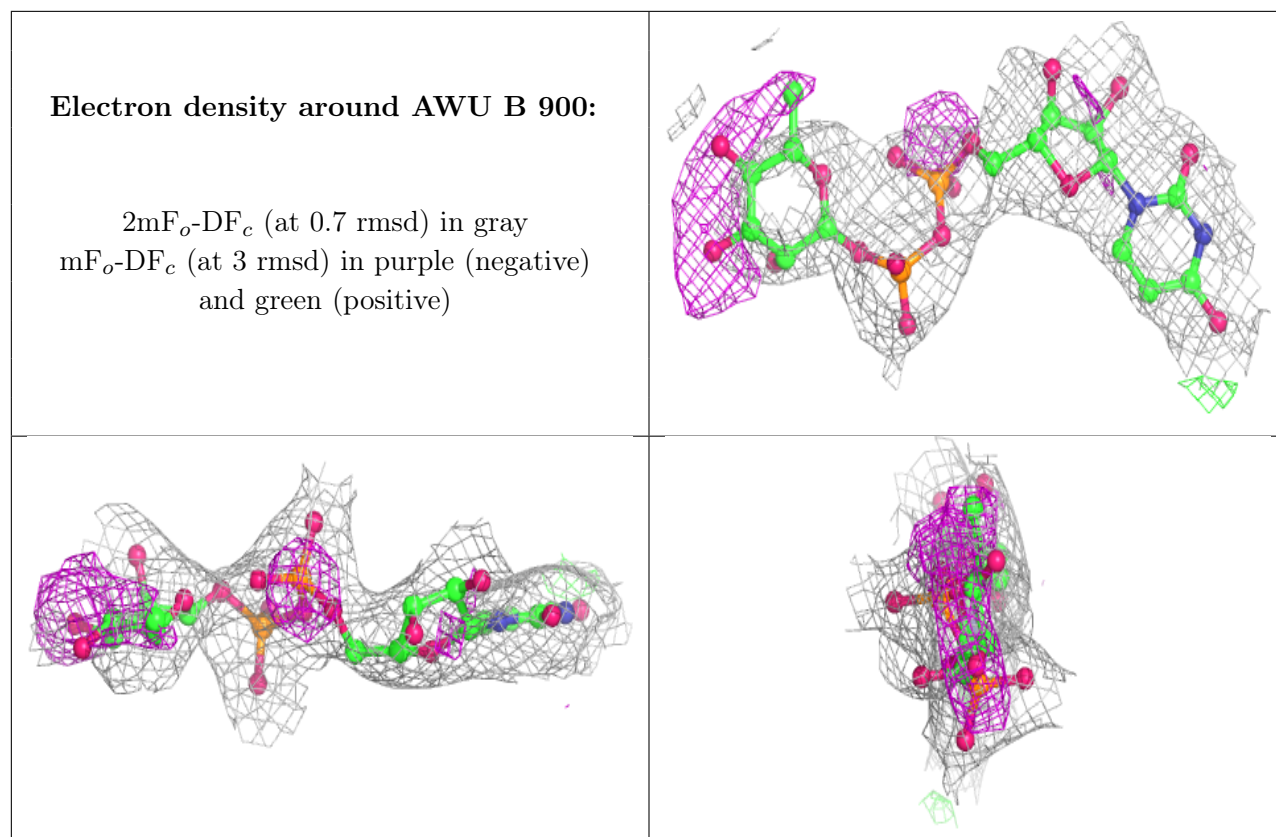 Electron density around AWU B 900:
2mFo-DFc (at 0.7 rmsd) in gray
mFo-DFc (at 3 rmsd) in purple (negative)
and green (positive)